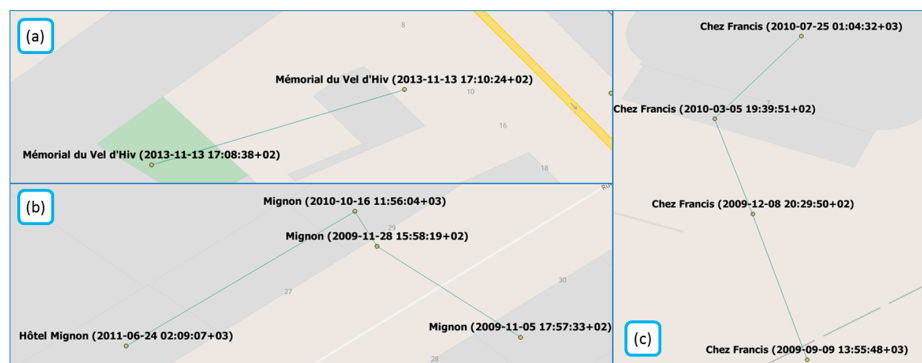 (a)
8
Mémorial du Vel d'Hiv (2013-11-13 17:10:24+02)
10
16
Mémorial du Vel d'Hiv (2013-11-13 17:08:38+02)
18
(b)
Mignon (2010-10-16 11:56:04+03)
29
Mignon (2009-11-28 15:58:19+02)
27
30
Mignon (2009-11-05 17:57:33+02)
Hôtel Mignon (2011-06-24 02:09:07+03)
28
Chez Francis (2010-07-25 01:04:32+03)
Chez Francis (2010-03-05 19:39:51+02)
Chez Francis (2009-12-08 20:29:50+02)
(c)
Chez Francis (2009-09-09 13:55:48+03)